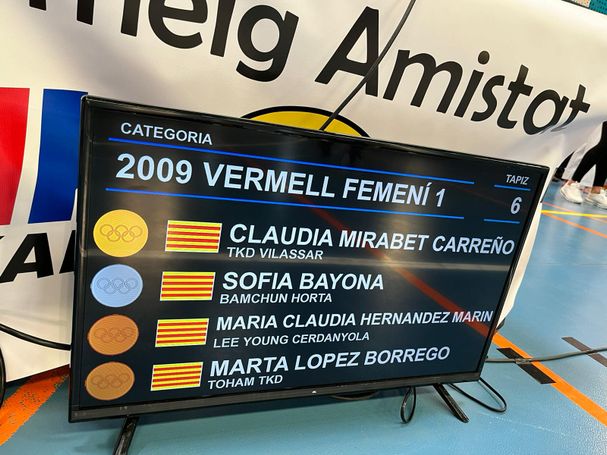 Amistat
CATEGORIA
TAPIZ
2009 VERMELL FEMENÍ 1
6
CLAUDIA MIRABET CARREÑO
TKD VILASSAR
SOFIA BAYONA
BAMCHUN HORTA
MARIA CLAUDIA HERNANDEZ MARIN
LEE YOUNG CERDANYOLA
MARTA LOPEZ BORREGO
TOHAM TKD